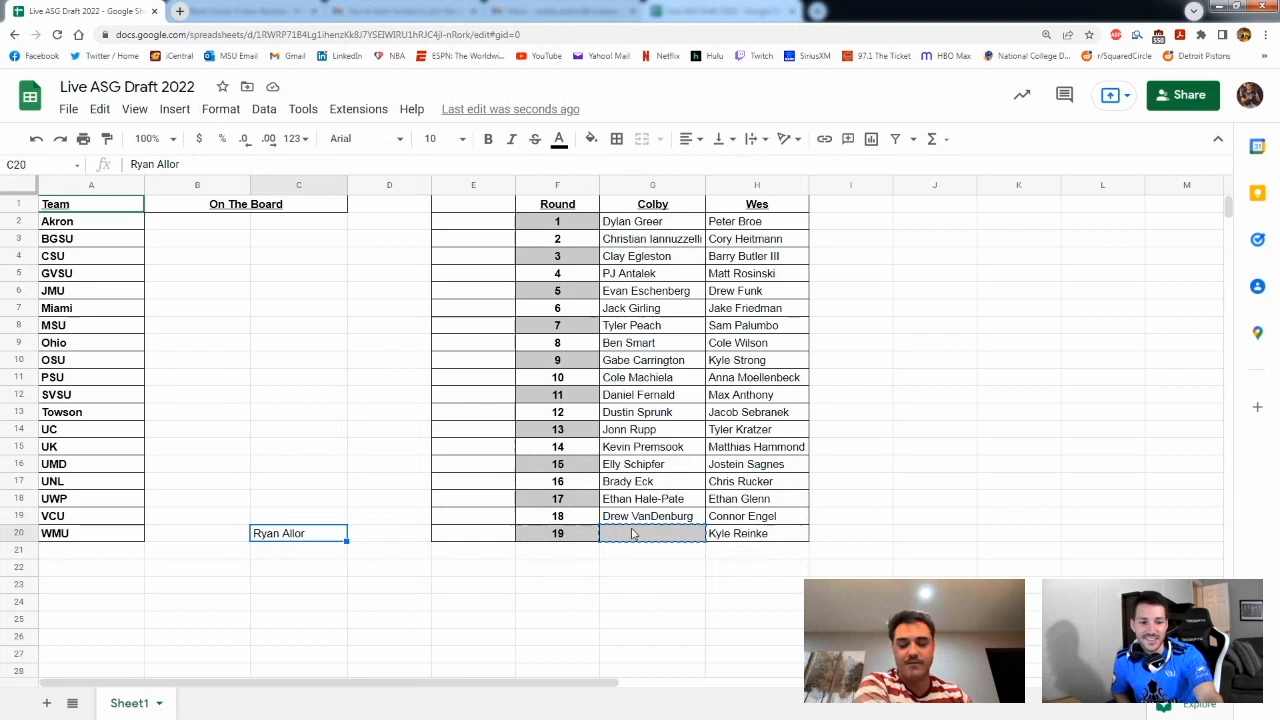 Live ASG Draft 2022 - Google Sh
docs.google.com/spreadsheets/d/1RWRP71B4Lg1ihenzKk8/7YSEIWIRU1hRJC4jI-nRork/edit#gid=0
Facebook Twitter / Home iCentral MSU Email Gmail LinkedIn NBA ESPN: The Worldwi... YouTube Yahoo! Mail Netflix Hulu Twitch SiriusXM 97.1 The Ticket HBO Max National College D... r/SquaredCircle Detroit Pistons
Live ASG Draft 2022
File Edit View Insert Format Data Tools Extensions Help Last edit was seconds ago
Share
100% $ % .0 .00 123 Arial 10 B I S A
C20 fx Ryan Allor
A B C D E F G H I J K L M
1 Team On The Board Round Colby Wes
2 Akron 1 Dylan Greer Peter Broe
3 BGSU 2 Christian Iannuzzelli Cory Heitmann
4 CSU 3 Clay Egleston Barry Butler III
5 GVSU 4 PJ Antalek Matt Rosinski
6 JMU 5 Evan Eschenberg Drew Funk
7 Miami 6 Jack Girling Jake Friedman
8 MSU 7 Tyler Peach Sam Palumbo
9 Ohio 8 Ben Smart Cole Wilson
10 OSU 9 Gabe Carrington Kyle Strong
11 PSU 10 Cole Machiela Anna Moellenbeck
12 SVSU 11 Daniel Fernald Max Anthony
13 Towson 12 Dustin Sprunk Jacob Sebranek
14 UC 13 Jonn Rupp Tyler Kratzer
15 UK 14 Kevin Premsook Matthias Hammond
16 UMD 15 Elly Schipfer Jostein Sagnes
17 UNL 16 Brady Eck Chris Rucker
18 UWP 17 Ethan Hale-Pate Ethan Glenn
19 VCU 18 Drew VanDenburg Connor Engel
20 WMU Ryan Allor 19 Kyle Reinke
21
22
23
24
25
26
27
28
Sheet1
Explore